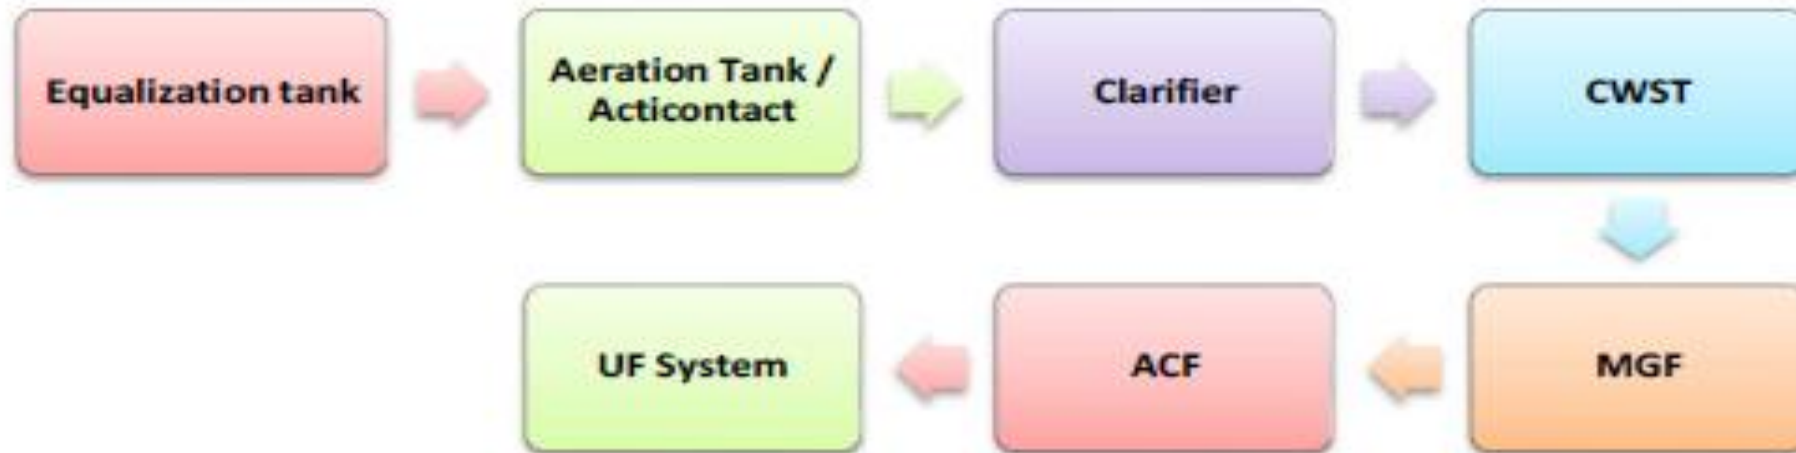 Equalization tank
Aeration Tank /
Acticontact
Clarifier
CWST
MGF
ACF
UF System